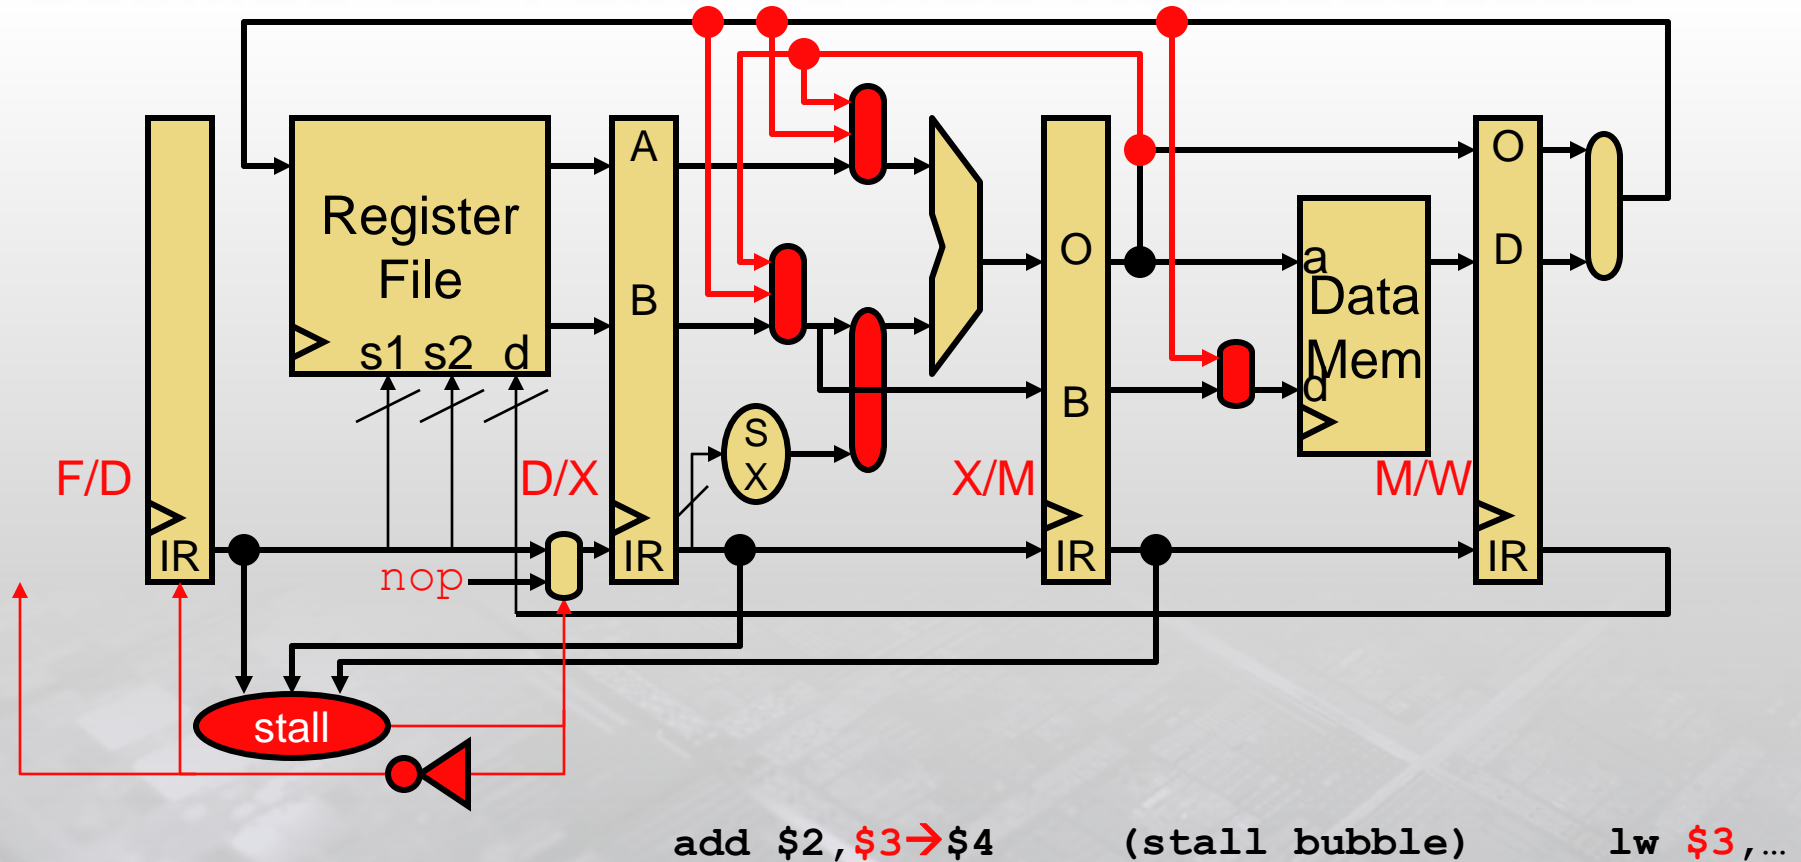 A
O
Register
File
O
D
a
B
Data
Mem
s1 s2 d
d
B
S
X
F/D
D/X
X/M
M/W
IR
IR
IR
IR
nop
stall
add $2,$3→$4 (stall bubble) lw $3,…